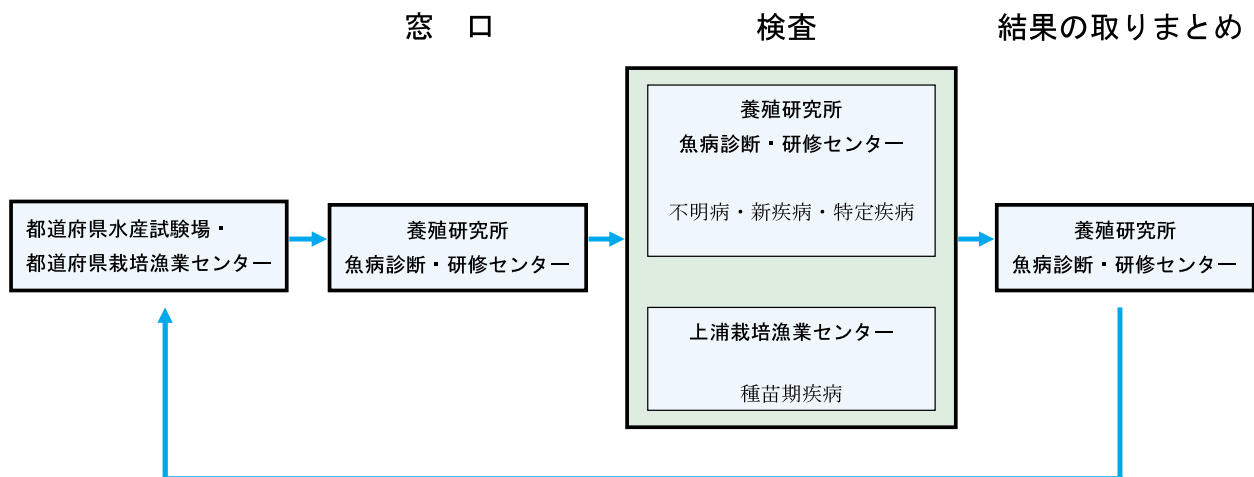 窓　口
検査
結果の取りまとめ
都道府県水産試験場・
都道府県栽培漁業センター
養殖研究所
魚病診断・研修センター
養殖研究所
魚病診断・研修センター
不明病・新疾病・特定疾病
上浦栽培漁業センター
種苗期疾病
養殖研究所
魚病診断・研修センター